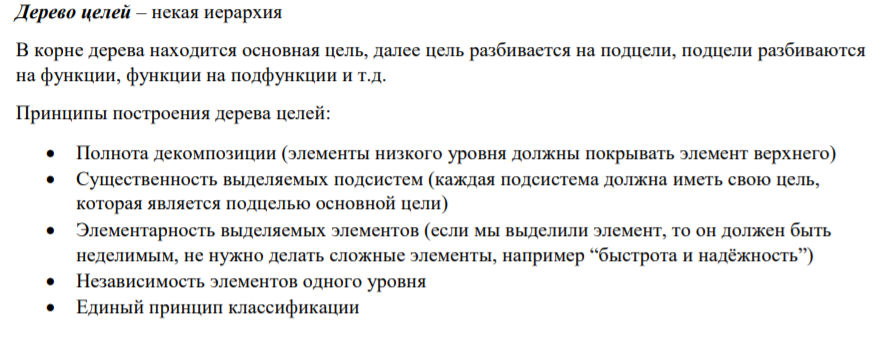 Дерево целей – некая иерархия
В корне дерева находится основная цель, далее цель разбивается на подцели, подцели разбиваются
на функции, функции на подфункции и т.д.
Принципы построения дерева целей:
• Полнота декомпозиции (элементы низкого уровня должны покрывать элемент верхнего)
• Существенность выделяемых подсистем (каждая подсистема должна иметь свою цель,
которая является подцелью основной цели)
• Элементарность выделяемых элементов (если мы выделили элемент, то он должен быть
неделимым, не нужно делать сложные элементы, например “быстрота и надёжность”)
• Независимость элементов одного уровня
• Единый принцип классификации